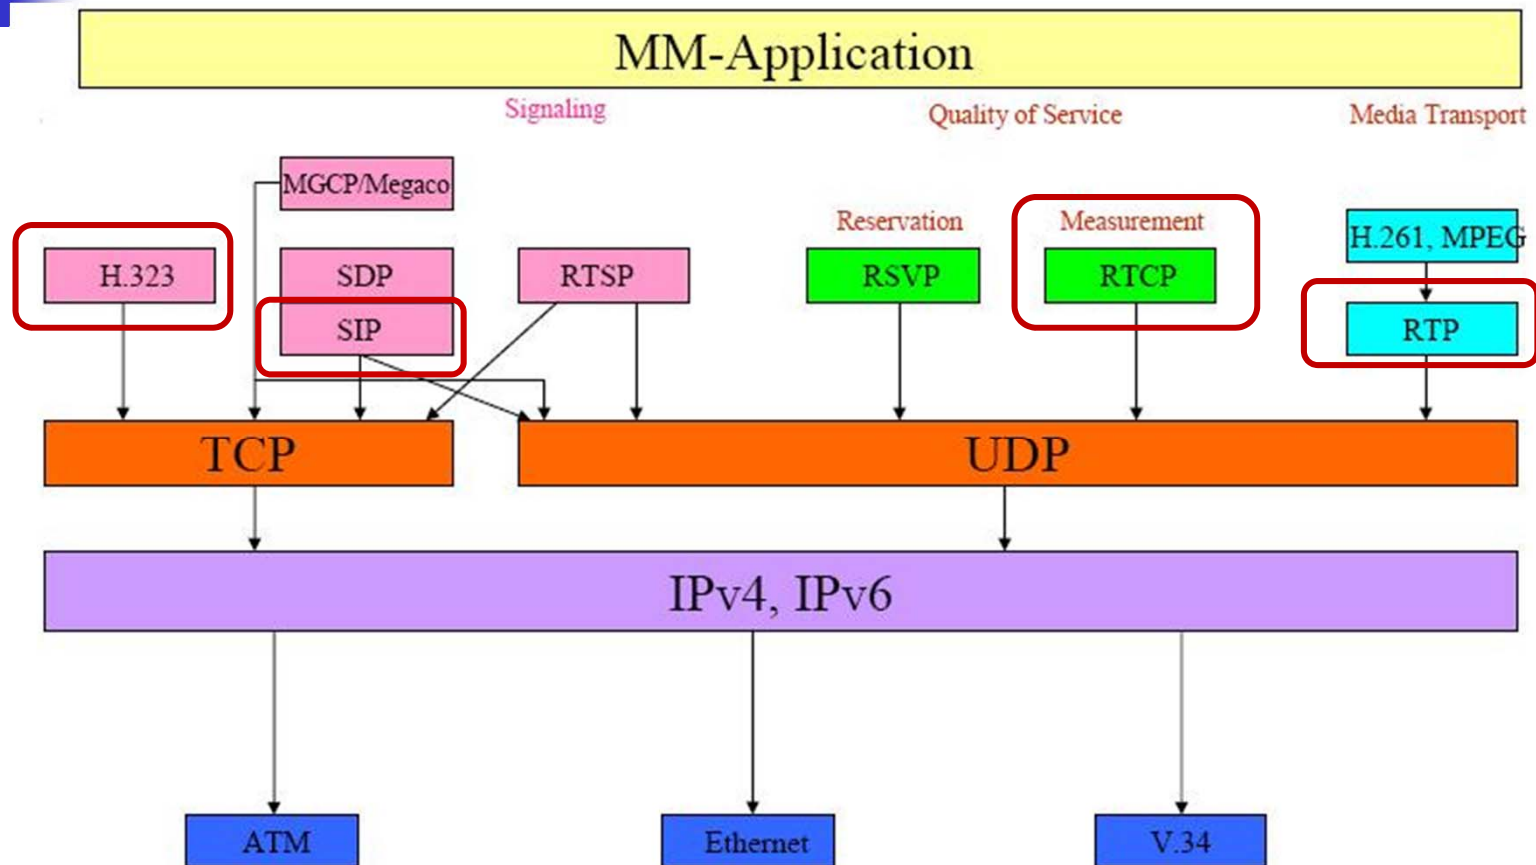 MM-Application
Signaling
Quality of Service
Media Transport
MGCP/Megaco
Reservation
Measurement
H.261, MPEG
H.323
SDP
RTSP
RSVP
RTCP
SIP
RTP
TCP
UDP
IPv4, IPv6
ATM
Ethernet
V.34